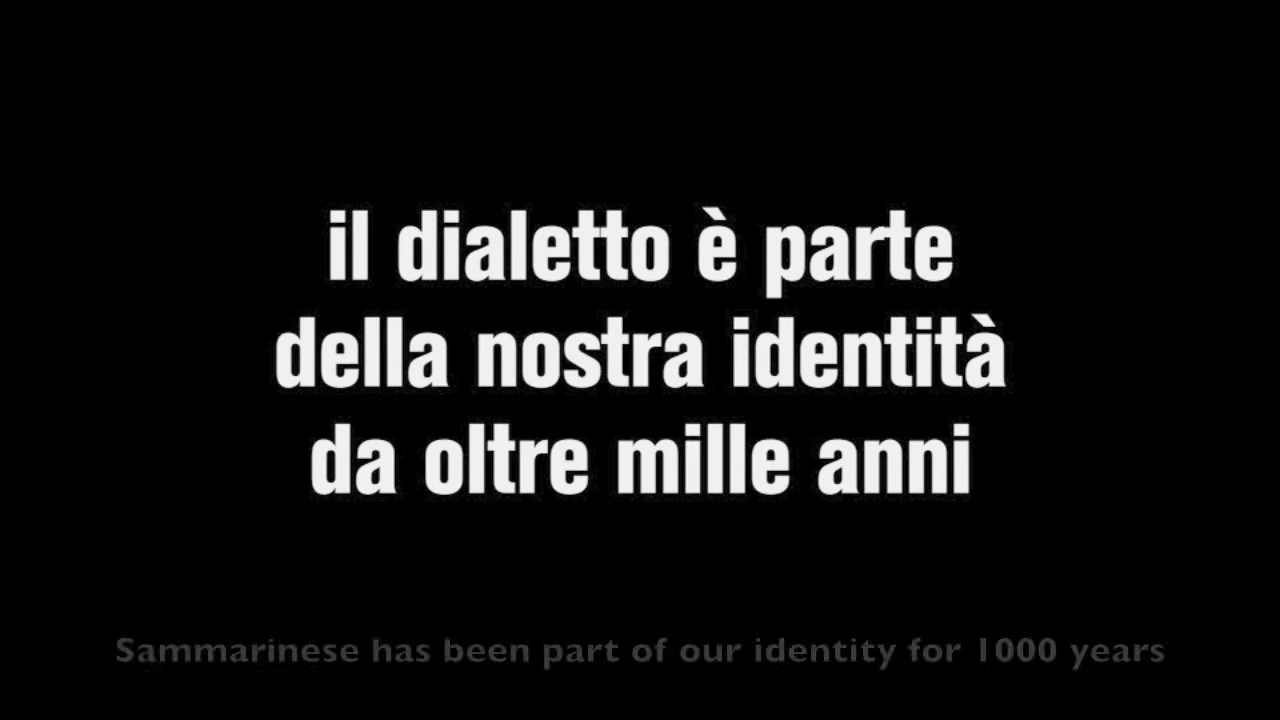 il dialetto è parte
della nostra identità
da oltre mille anni
Sammarinese has been part of our identity for 1000 years